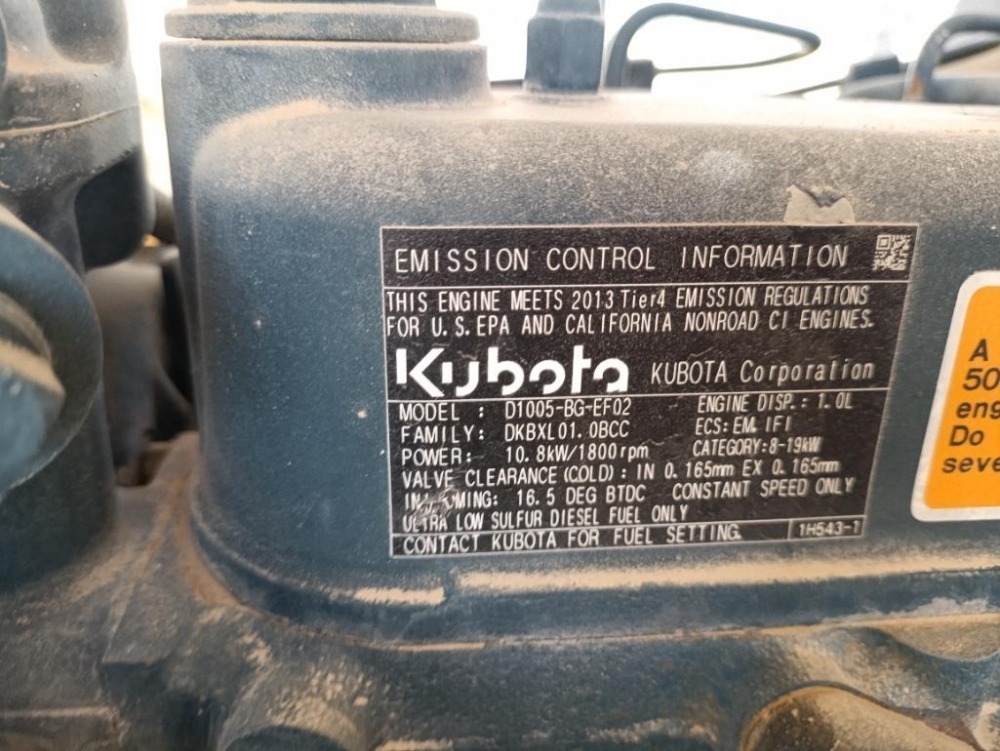 EMISSION CONTROL INFORMATION
THIS ENGINE MEETS 2013 Tier4 EMISSION REGULATIONS
FOR U.S.EPA AND CALIFORNIA NONROAD CI ENGINES.
Kubota KUBOTA Corporation
MODEL : D1005-BG-EF02 ENGINE DISP.: 1.0L
FAMILY: DKBXL01.0BCC ECS: EM, IFI
POWER: 10.8kW/1800rpm CATEGORY:8-19kW
VALVE CLEARANCE (COLD) : IN 0.165mm EX 0.165mm
16.5 DEG BTDC CONSTANT SPEED ONLY
ULTRA LOW SULFUR DIESEL FUEL ONLY
CONTACT KUBOTA FOR FUEL SETTING. 1H543-1
A
50
eng
Do
seve